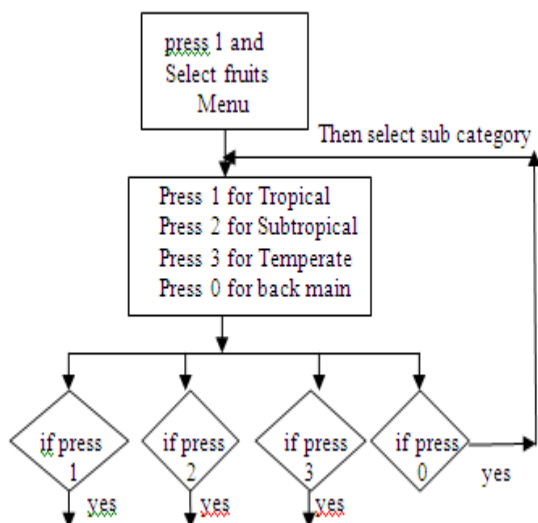 press 1 and
Select fruits
Menu
Then select sub category
Press 1 for Tropical
Press 2 for Subtropical
Press 3 for Temperate
Press 0 for back main
if press
1
if press
2
if press
3
if press
0
yes
yes
yes
yes